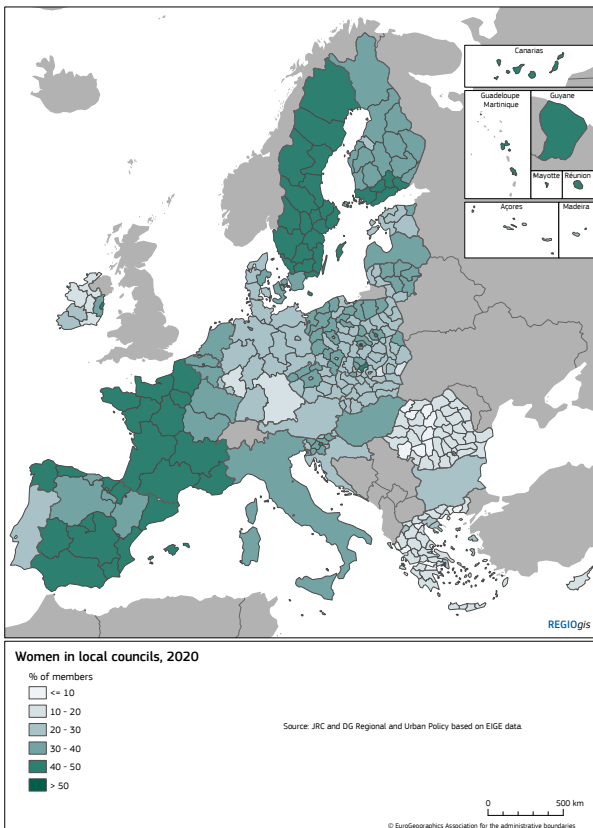 Canarias
Guadeloupe
Martinique
Guyane
Mayotte
Réunion
Açores
Madeira
REGIOgis
Women in local councils, 2020
% of members
<= 10
10 - 20
20 - 30
30 - 40
40 - 50
> 50
Source: JRC and DG Regional and Urban Policy based on EIGE data.
0 500 km
© EuroGeographics Association for the administrative boundaries